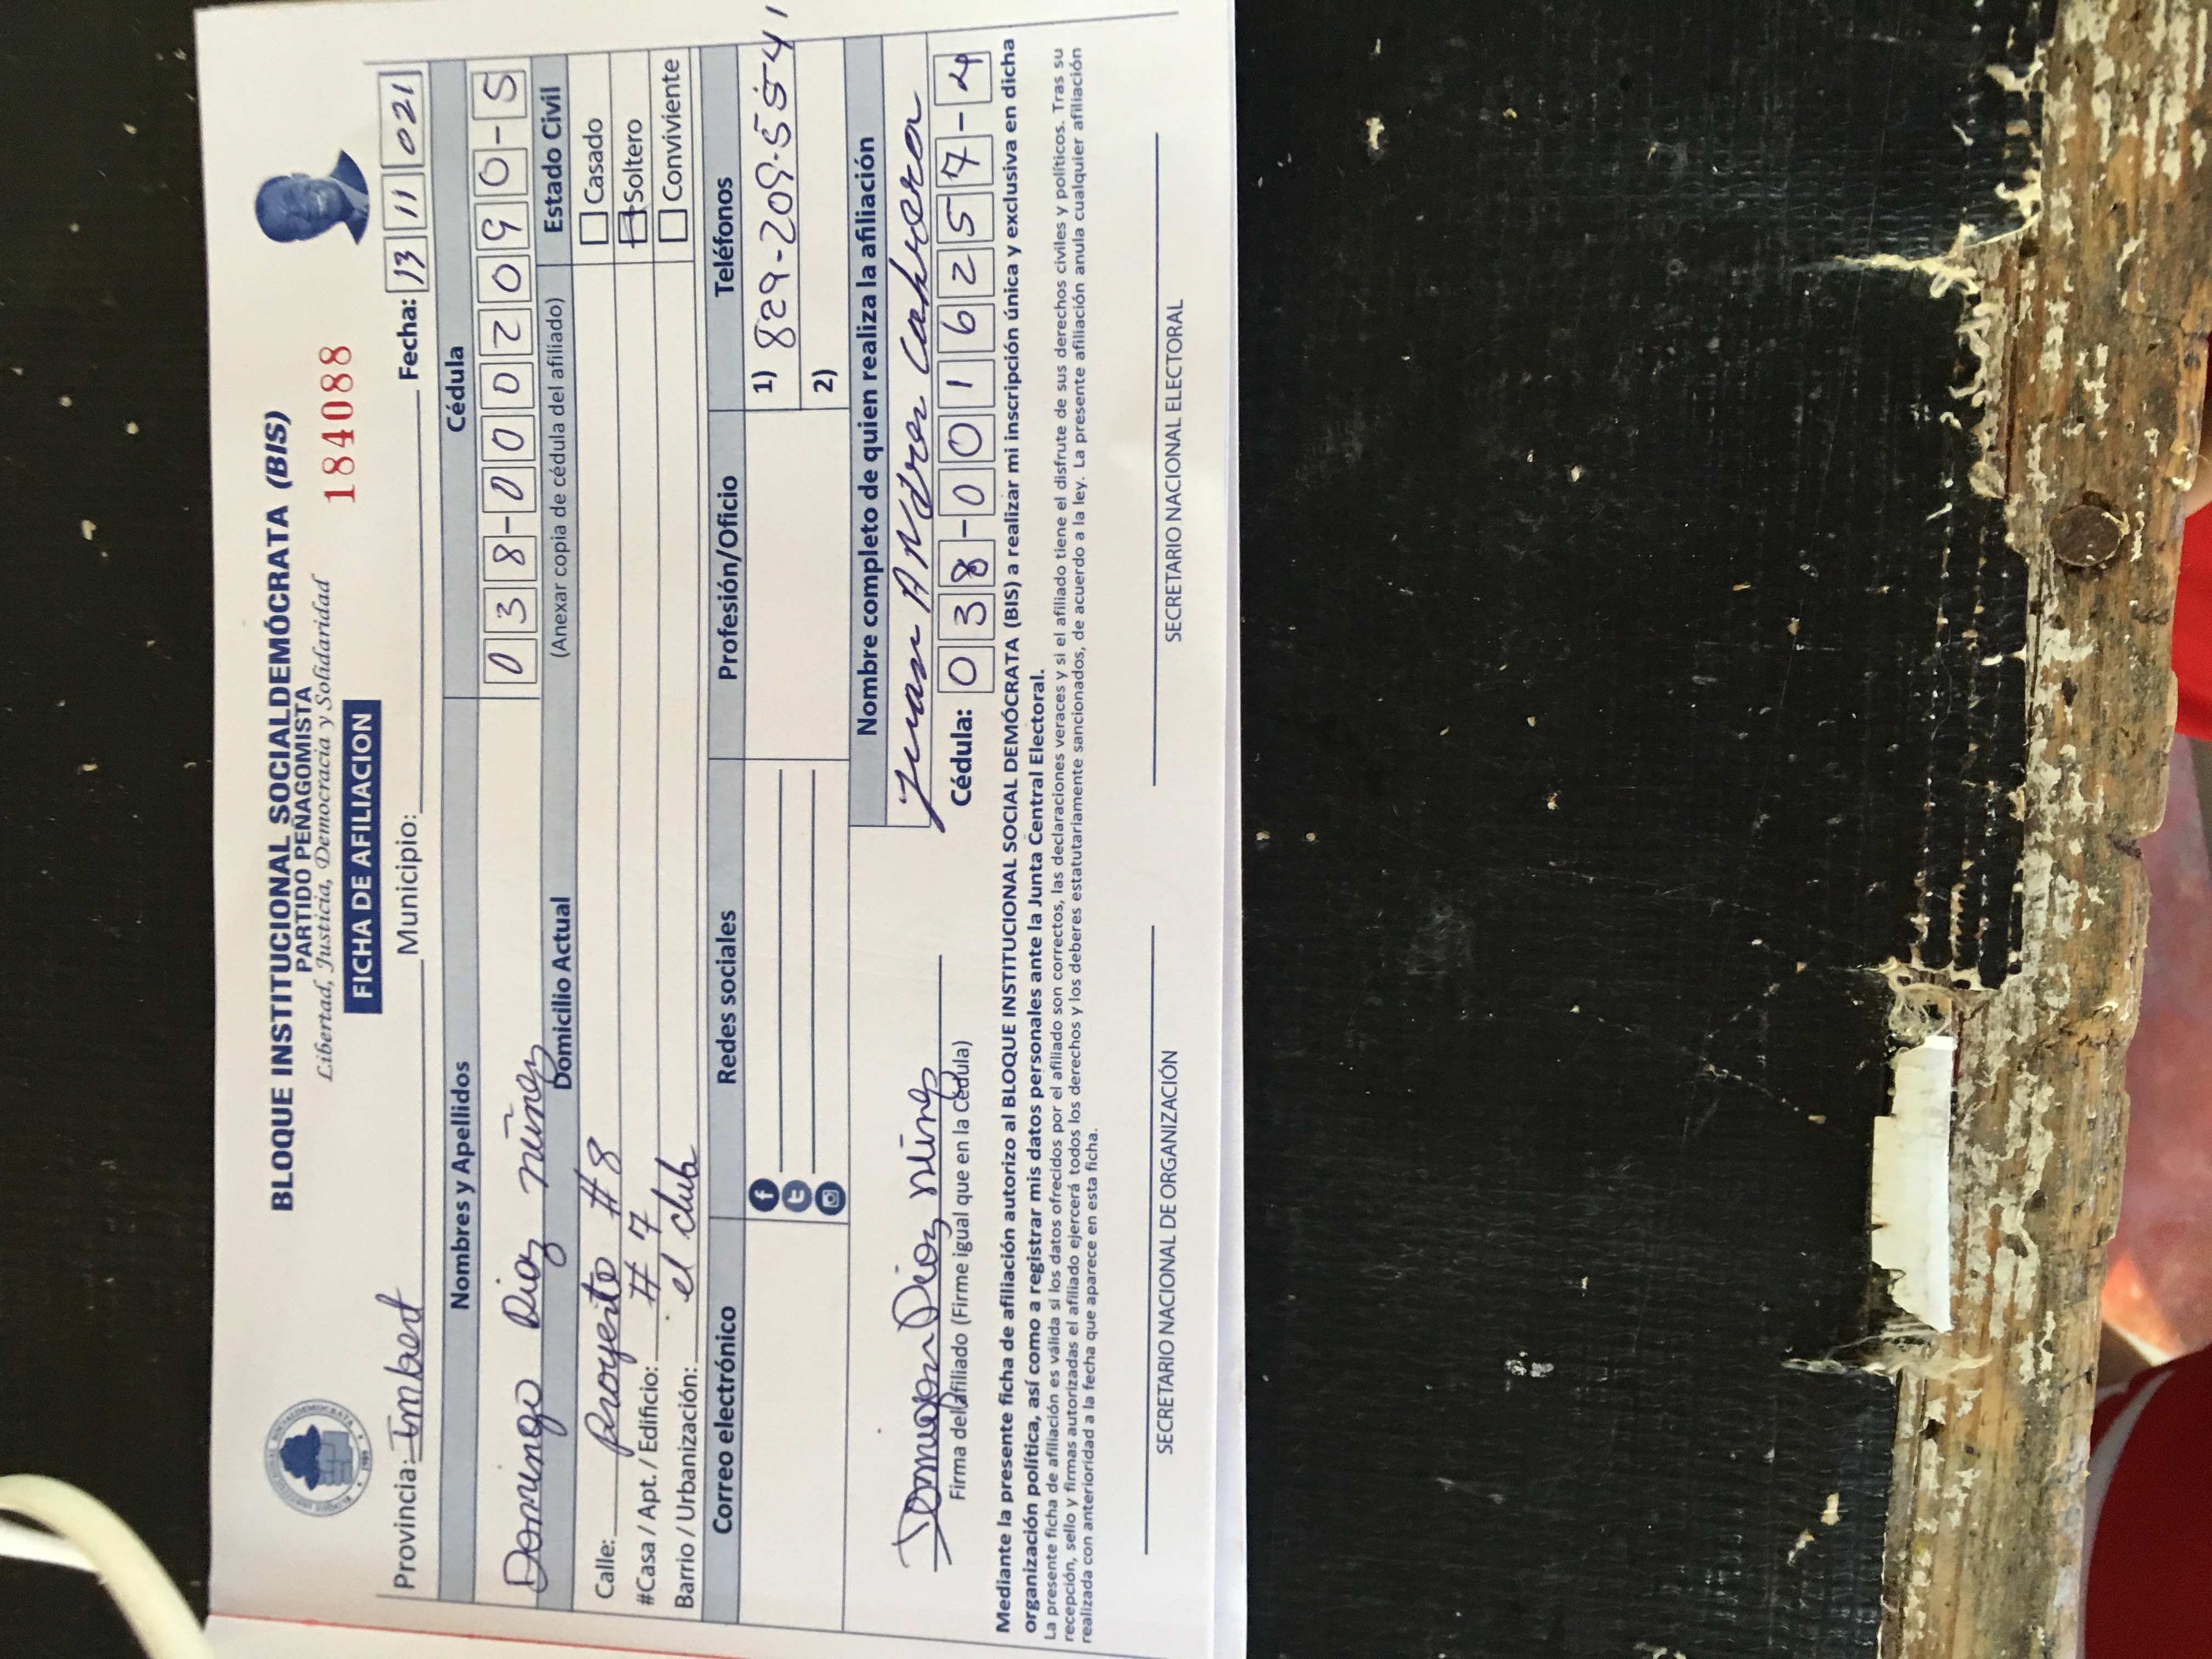 BLOQUE INSTITUCIONAL SOCIALDEMÓCRATA (BIS)
PARTIDO PEÑAGOMISTA
Libertad, Justicia, Democracia y Solidaridad
184088
FICHA DE AFILIACION
Provincia: Imbert Municipio: Fecha: 13 11 021
Nombres y Apellidos Cédula
Domingo Diaz Núñez 038-0002090-5
Domicilio Actual (Anexar copia de cédula del afiliado) Estado Civil
Calle: proyecto #8 Casado
#Casa / Apt. / Edificio: #7 Soltero
Barrio / Urbanización: el club Conviviente
Correo electrónico Redes sociales Profesión/Oficio Teléfonos
1) 829-209-5541
2)
Nombre completo de quien realiza la afiliación
Juan Andres Cabrera
Cédula: 038-0016257-4
Domingo Diaz
Firma del afiliado (Firme igual que en la Cédula)
Mediante la presente ficha de afiliación autorizo al BLOQUE INSTITUCIONAL SOCIAL DEMÓCRATA (BIS) a realizar mi inscripción única y exclusiva en dicha
organización política, así como a registrar mis datos personales ante la Junta Central Electoral.
La presente ficha de afiliación es válida si los datos ofrecidos por el afiliado son correctos, las declaraciones veraces y si el afiliado tiene el disfrute de sus derechos civiles y políticos. Tras su
recepción, sello y firmas autorizadas el afiliado ejercerá todos los derechos y los deberes estatutariamente sancionados, de acuerdo a la ley. La presente afiliación anula cualquier afiliación
realizada con anterioridad a la fecha que aparece en esta ficha.
SECRETARIO NACIONAL DE ORGANIZACIÓN SECRETARIO NACIONAL ELECTORAL